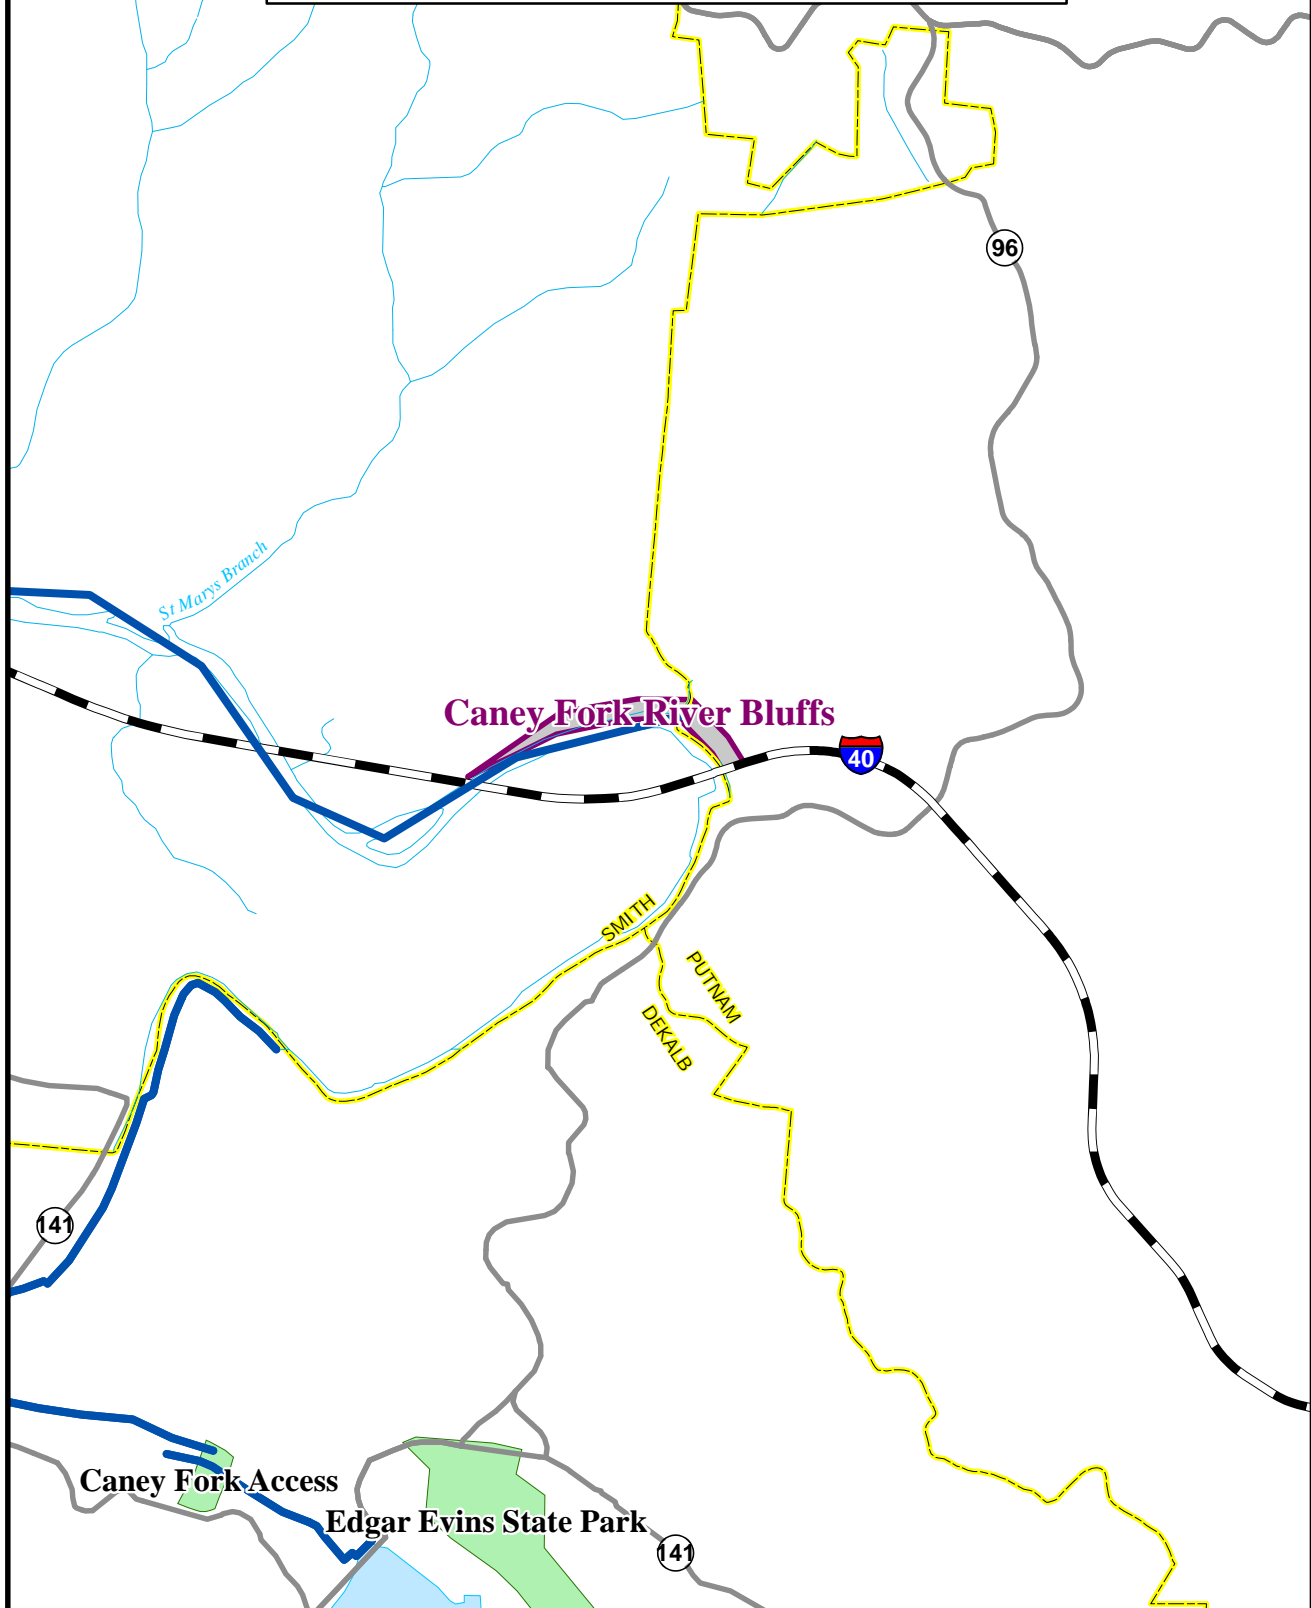 96
St Marys Branch
Caney Fork River Bluffs
40
SMITH
PUTNAM
DEKALB
141
Caney Fork Access
Edgar Evins State Park
141